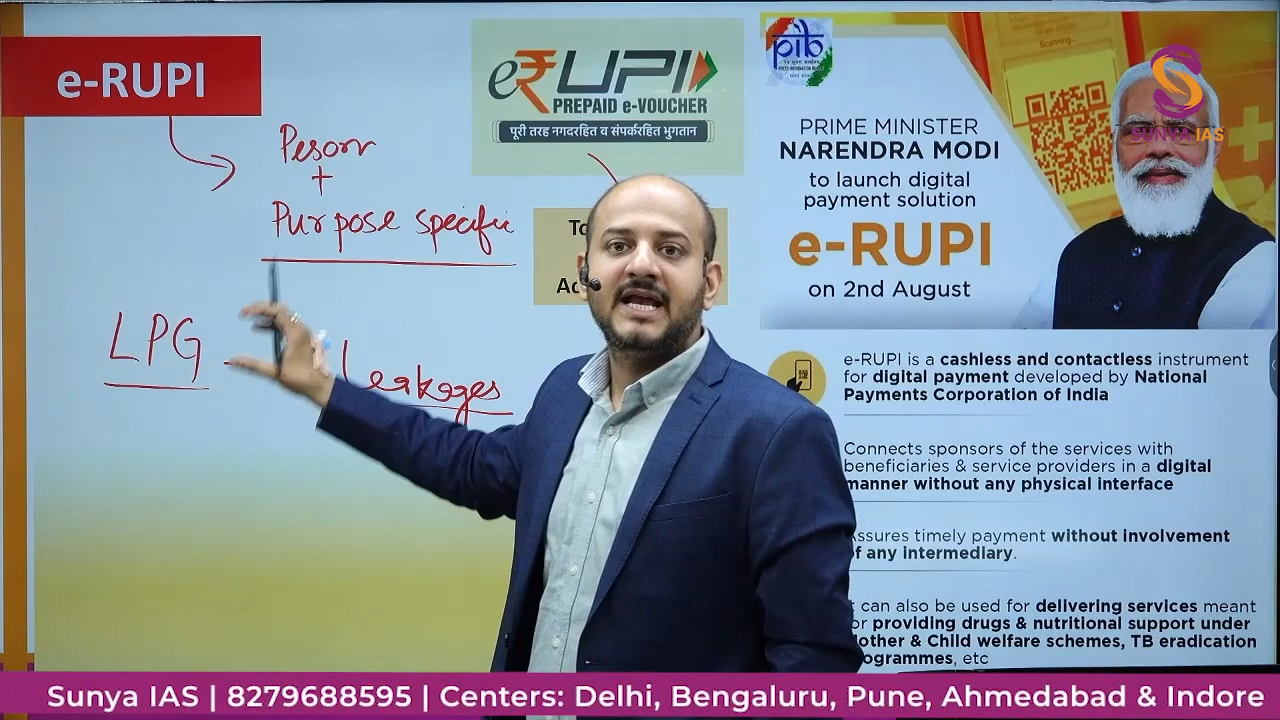 e-RUPI
Pesorr
+
Purpose specific
LPG
Leakages
e₹UPI
PREPAID e-VOUCHER
पूरी तरह नगदरहित व संपर्करहित भुगतान
pib
Scanning...
PRIME MINISTER
NARENDRA MODI
to launch digital
payment solution
e-RUPI
on 2nd August
S
SUNYA IAS
e-RUPI is a cashless and contactless instrument
for digital payment developed by National
Payments Corporation of India
Connects sponsors of the services with
beneficiaries & service providers in a digital
manner without any physical interface
Assures timely payment without involvement
of any intermediary.
can also be used for delivering services meant
or providing drugs & nutritional support under
Mother & Child welfare schemes, TB eradication
ogrammes, etc
Sunya IAS | 8279688595 | Centers: Delhi, Bengaluru, Pune, Ahmedabad & Indore